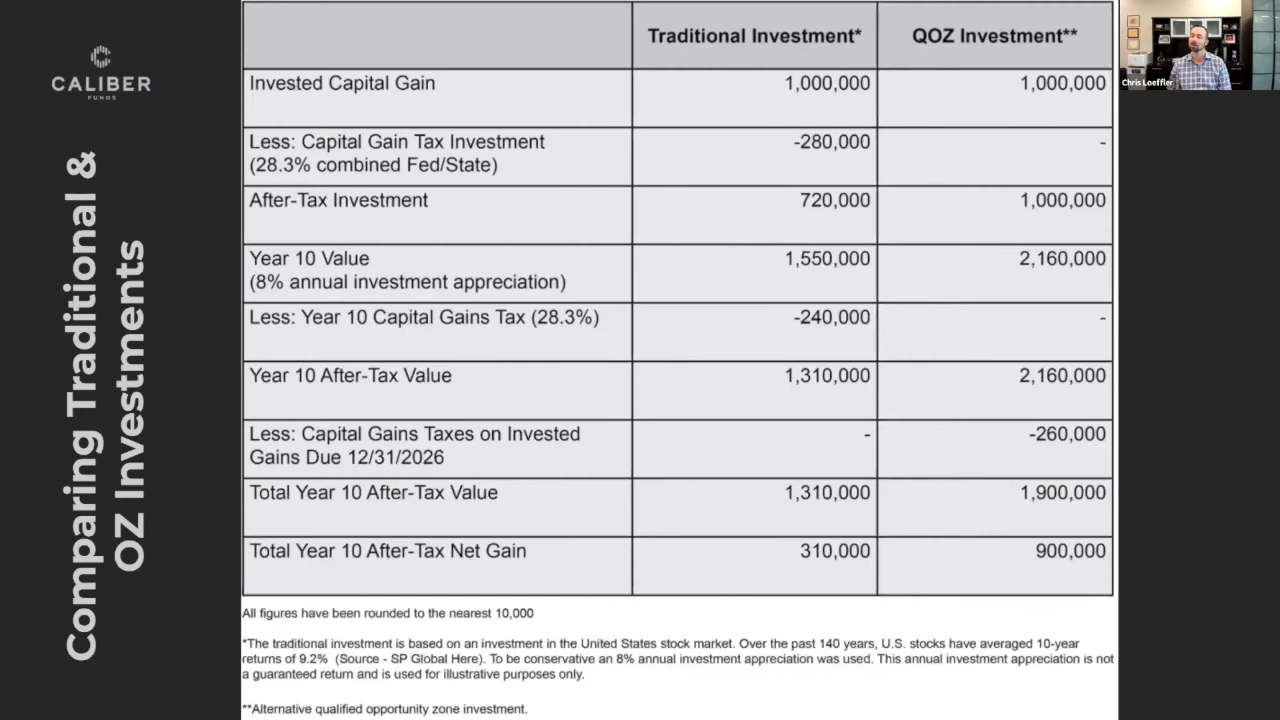 CALIBER
FUNDS
Comparing Traditional &
OZ Investments
Traditional Investment* QOZ Investment**
Invested Capital Gain 1,000,000 1,000,000
Less: Capital Gain Tax Investment -280,000 -
(28.3% combined Fed/State)
After-Tax Investment 720,000 1,000,000
Year 10 Value 1,550,000 2,160,000
(8% annual investment appreciation)
Less: Year 10 Capital Gains Tax (28.3%) -240,000 -
Year 10 After-Tax Value 1,310,000 2,160,000
Less: Capital Gains Taxes on Invested - -260,000
Gains Due 12/31/2026
Total Year 10 After-Tax Value 1,310,000 1,900,000
Total Year 10 After-Tax Net Gain 310,000 900,000
All figures have been rounded to the nearest 10,000
*The traditional investment is based on an investment in the United States stock market. Over the past 140 years, U.S. stocks have averaged 10-year
returns of 9.2% (Source - SP Global Here). To be conservative an 8% annual investment appreciation was used. This annual investment appreciation is not
a guaranteed return and is used for illustrative purposes only.
**Alternative qualified opportunity zone investment.
Chris Loeffler